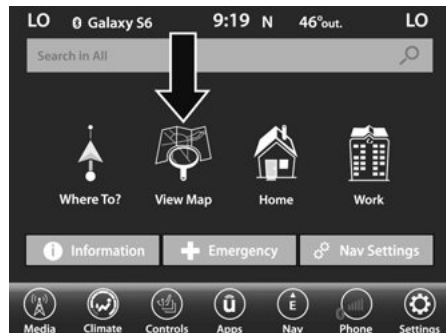 LO Galaxy S6 9:19 N 46°out. LO
Search in All
Where To? View Map Home Work
i Information Emergency Nav Settings
û E
Media Climate Controls Apps Nav Phone Settings